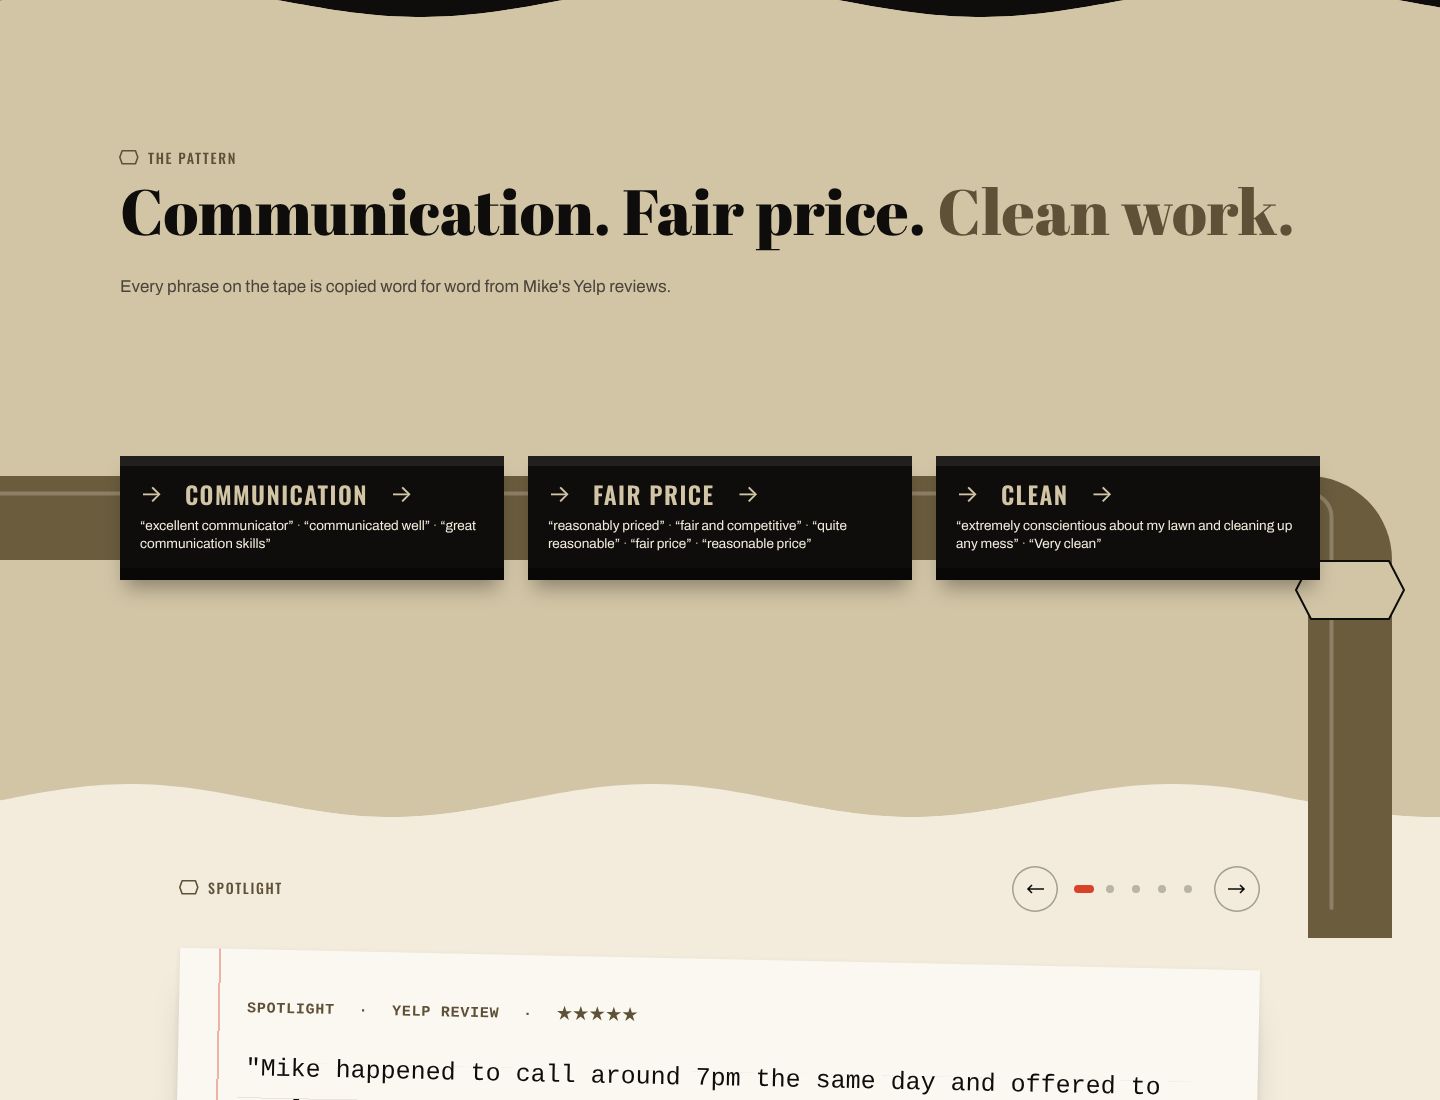 THE PATTERN
Communication. Fair price. Clean work.
Every phrase on the tape is copied word for word from Mike's Yelp reviews.
→ COMMUNICATION →
“excellent communicator” · “communicated well” · “great
communication skills”
→ FAIR PRICE →
“reasonably priced” · “fair and competitive” · “quite
reasonable” · “fair price” · “reasonable price”
→ CLEAN →
“extremely conscientious about my lawn and cleaning up
any mess” · “Very clean”
SPOTLIGHT
← →
SPOTLIGHT · YELP REVIEW · ★★★★★
"Mike happened to call around 7pm the same day and offered to